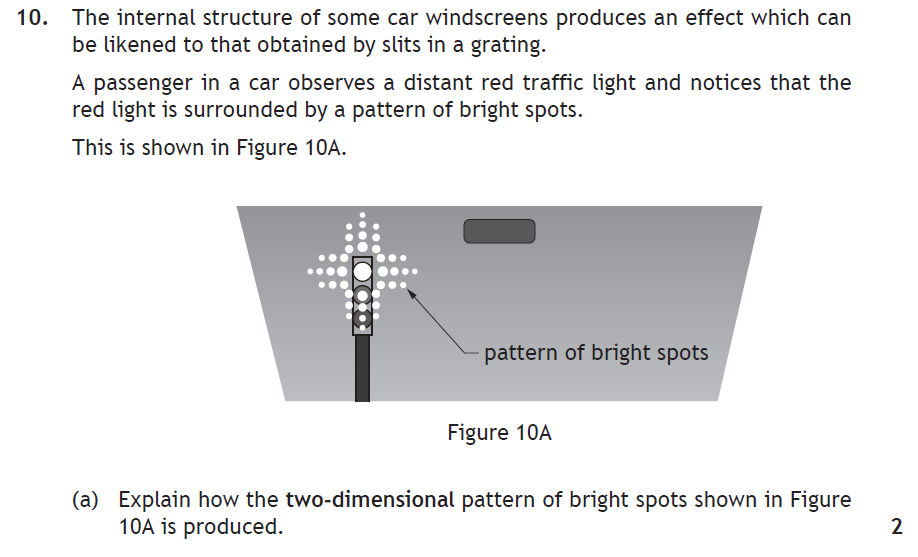 10. The internal structure of some car windscreens produces an effect which can
be likened to that obtained by slits in a grating.
A passenger in a car observes a distant red traffic light and notices that the
red light is surrounded by a pattern of bright spots.
This is shown in Figure 10A.
pattern of bright spots
Figure 10A
(a) Explain how the two-dimensional pattern of bright spots shown in Figure
10A is produced. 2